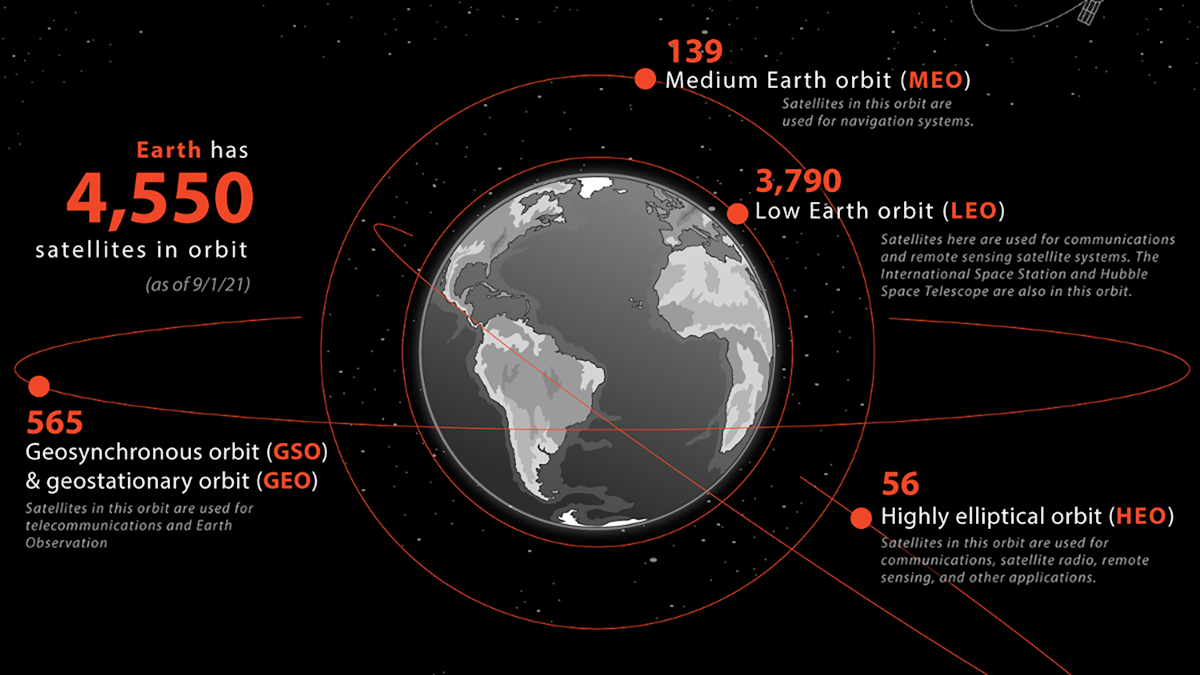 139
Medium Earth orbit (MEO)
Satellites in this orbit are
used for navigation systems.
Earth has
4,550
satellites in orbit
(as of 9/1/21)
3,790
Low Earth orbit (LEO)
Satellites here are used for communications
and remote sensing satellite systems. The
International Space Station and Hubble
Space Telescope are also in this orbit.
565
Geosynchronous orbit (GSO)
& geostationary orbit (GEO)
Satellites in this orbit are used for
telecommunications and Earth
Observation
56
Highly elliptical orbit (HEO)
Satellites in this orbit are used for
communications, satellite radio, remote
sensing, and other applications.